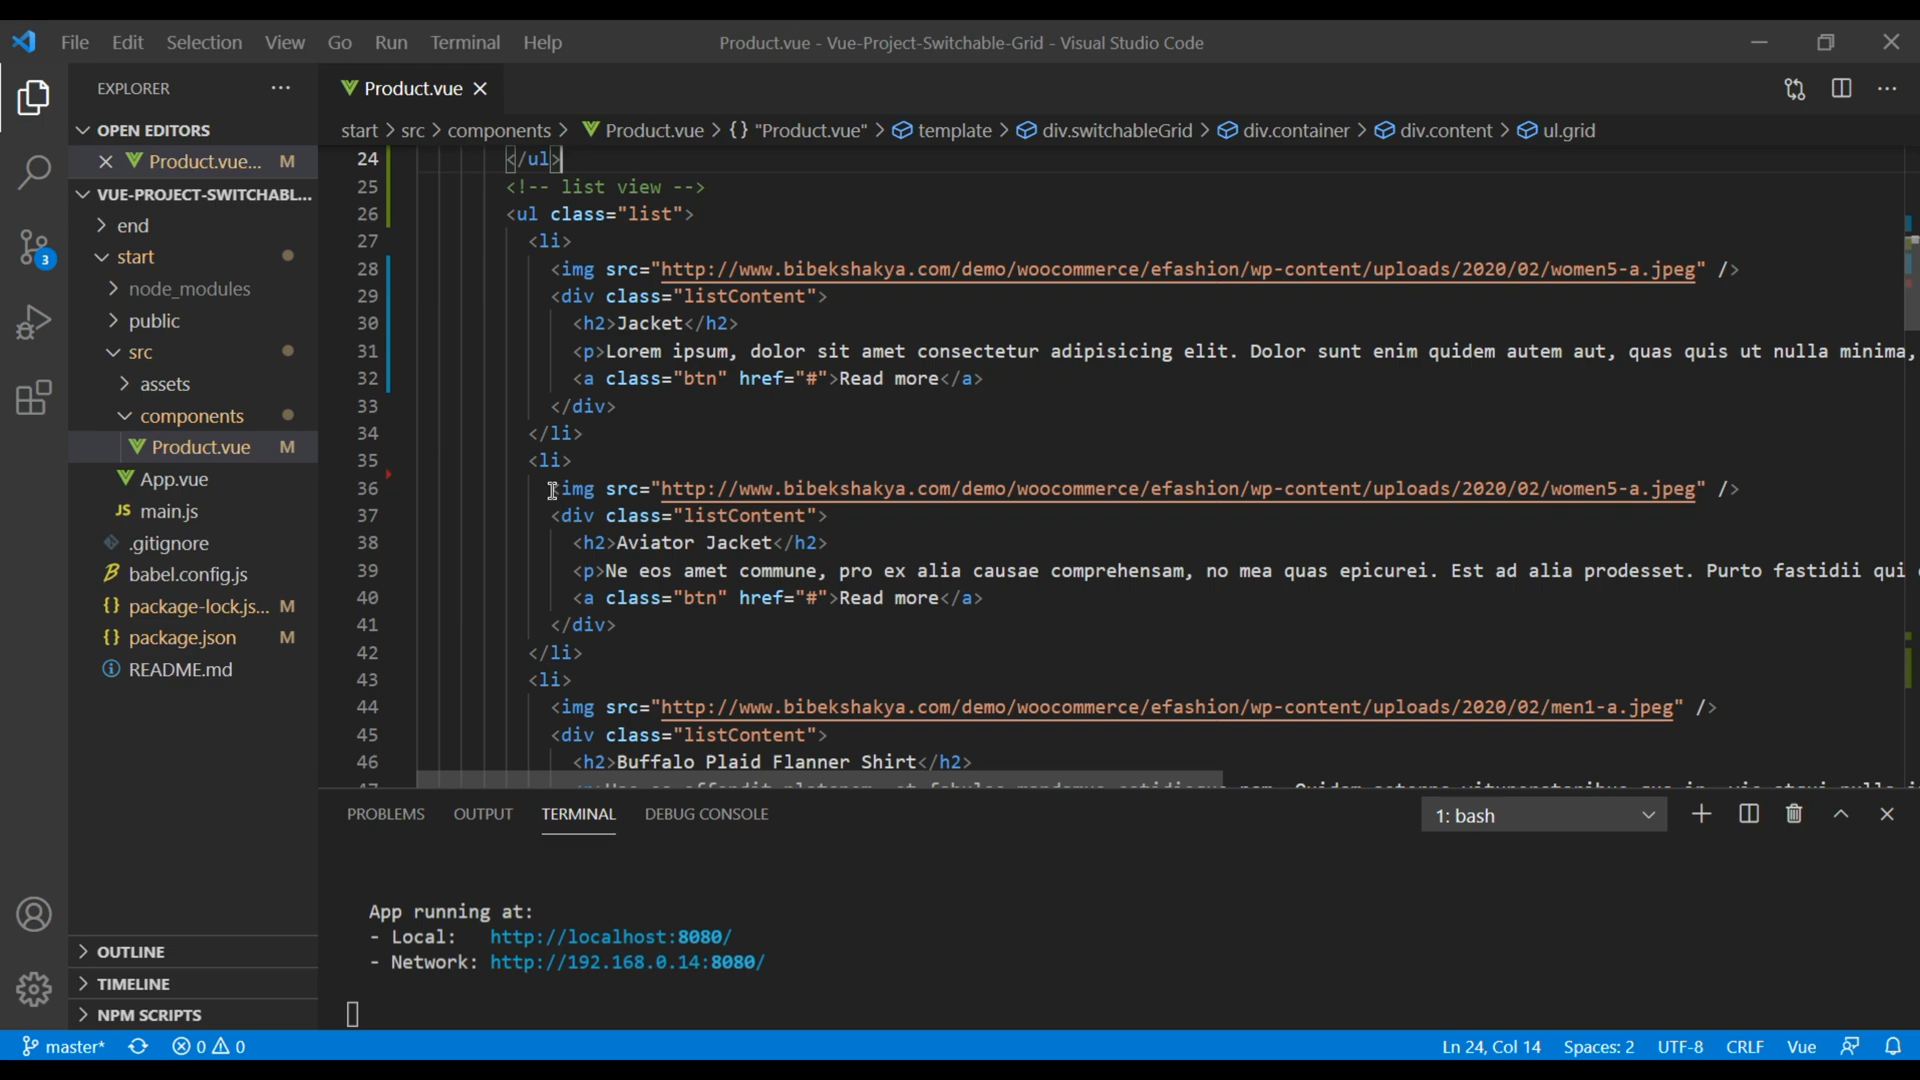 File Edit Selection View Go Run Terminal Help
Product.vue - Vue-Project-Switchable-Grid - Visual Studio Code
EXPLORER
OPEN EDITORS
Product.vue... M
VUE-PROJECT-SWITCHABL...
end
start
node_modules
public
src
assets
components
Product.vue M
App.vue
JS main.js
.gitignore
babel.config.js
{} package-lock.js... M
{} package.json M
README.md
OUTLINE
TIMELINE
NPM SCRIPTS
3
Product.vue
start > src > components > Product.vue > {} "Product.vue" > template > div.switchableGrid > div.container > div.content > ul.grid
24 </ul>
25 <!-- list view -->
26 <ul class="list">
27 <li>
28 <img src="http://www.bibekshakya.com/demo/woocommerce/efashion/wp-content/uploads/2020/02/women5-a.jpeg" />
29 <div class="listContent">
30 <h2>Jacket</h2>
31 <p>Lorem ipsum, dolor sit amet consectetur adipisicing elit. Dolor sunt enim quidem autem aut, quas quis ut nulla minima,
32 <a class="btn" href="#">Read more</a>
33 </div>
34 </li>
35 <li>
36 <img src="http://www.bibekshakya.com/demo/woocommerce/efashion/wp-content/uploads/2020/02/women5-a.jpeg" />
37 <div class="listContent">
38 <h2>Aviator Jacket</h2>
39 <p>Ne eos amet commune, pro ex alia causae comprehensam, no mea quas epicurei. Est ad alia prodesset. Purto fastidii qui
40 <a class="btn" href="#">Read more</a>
41 </div>
42 </li>
43 <li>
44 <img src="http://www.bibekshakya.com/demo/woocommerce/efashion/wp-content/uploads/2020/02/men1-a.jpeg" />
45 <div class="listContent">
46 <h2>Buffalo Plaid Flanner Shirt</h2>
PROBLEMS OUTPUT TERMINAL DEBUG CONSOLE
1: bash
App running at:
- Local: http://localhost:8080/
- Network: http://192.168.0.14:8080/
master* 0 0
Ln 24, Col 14 Spaces: 2 UTF-8 CRLF Vue